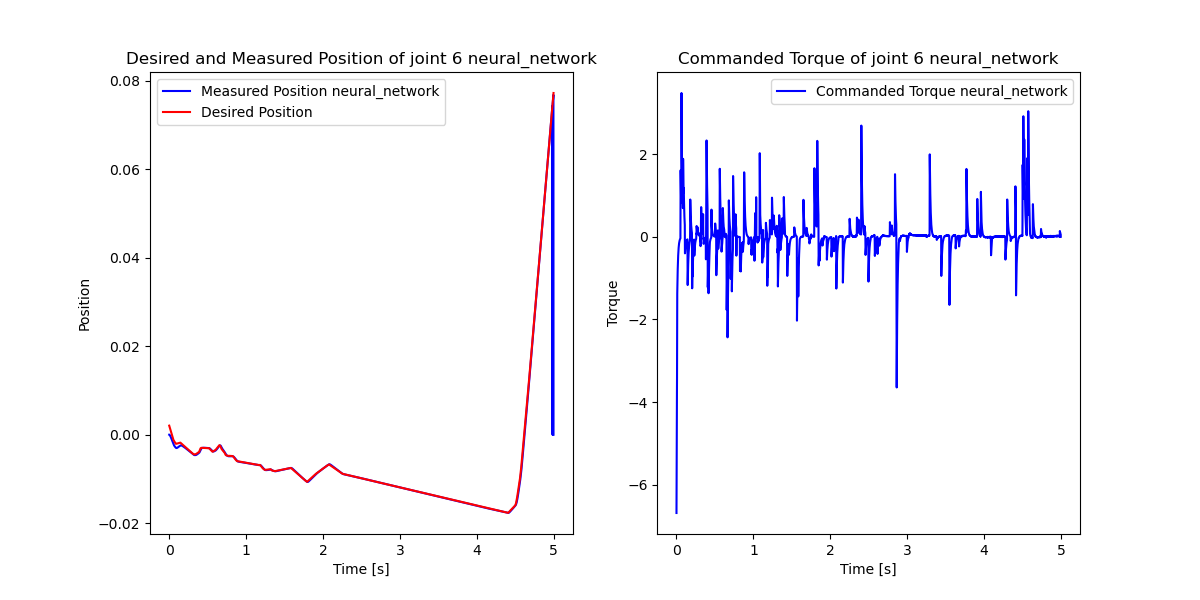 Desired and Measured Position of joint 6 neural_network
Measured Position neural_network
Desired Position
0.08
0.06
0.04
0.02
0.00
−0.02
Position
0 1 2 3 4 5
Time [s]
Commanded Torque of joint 6 neural_network
Commanded Torque neural_network
2
0
−2
−4
−6
Torque
0 1 2 3 4 5
Time [s]